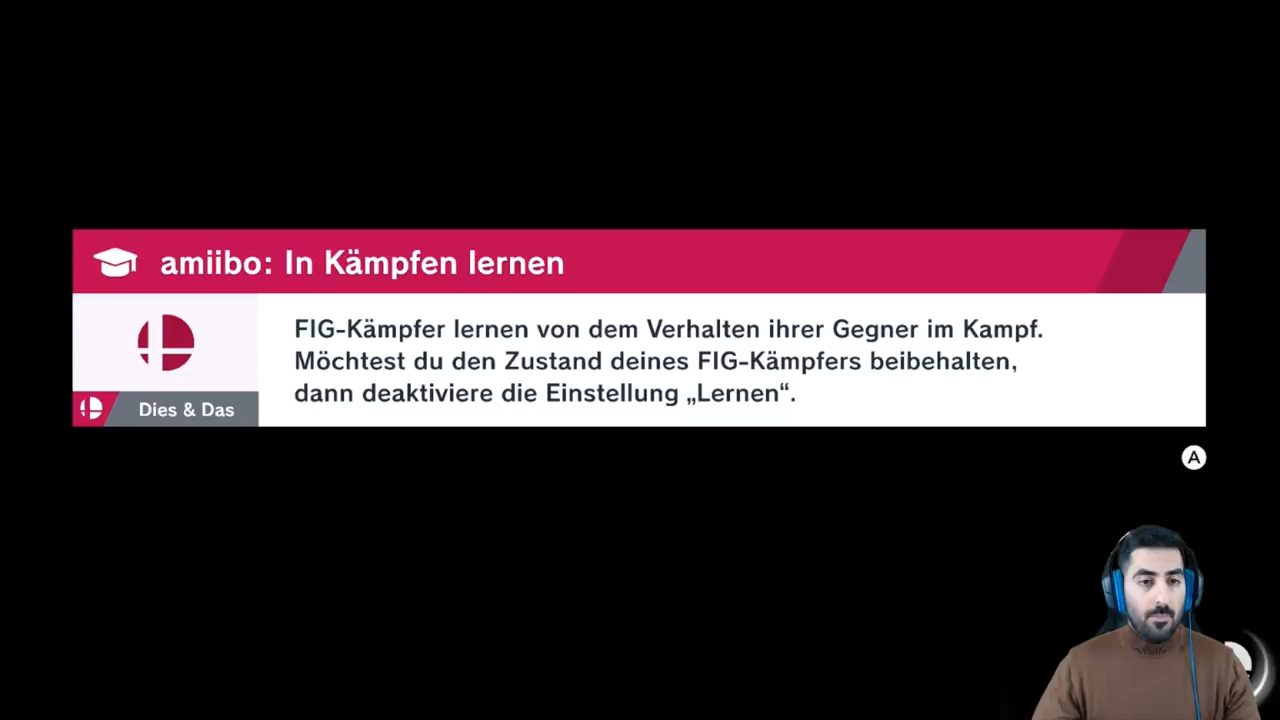 amiibo: In Kämpfen lernen
FIG-Kämpfer lernen von dem Verhalten ihrer Gegner im Kampf.
Möchtest du den Zustand deines FIG-Kämpfers beibehalten,
dann deaktiviere die Einstellung „Lernen“.
Dies & Das
A